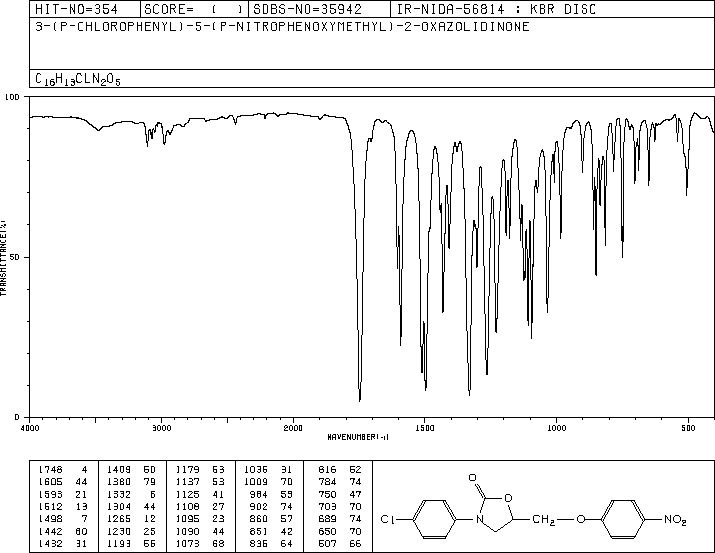 HIT-NO=354 SCORE= ( ) SDBS-NO=35942 IR-NIDA-56814 : KBR DISC
3-(P-CHLOROPHENYL)-5-(P-NITROPHENOXYMETHYL)-2-OXAZOLIDINONE
C16H13CLN2O5
100
50
0
TRANSMITTANCE(%)
4000 3000 2000 1500 1000 500
WAVENUMBER(-1)
1748 4 1409 50 1179 53 1036 31 816 52
1605 44 1380 79 1137 53 1009 70 784 74
1593 21 1332 6 1125 41 984 53 750 47
1512 13 1304 44 1108 27 902 74 703 70
1498 7 1265 12 1095 23 860 57 689 74
1442 60 1230 25 1090 44 851 42 650 70
1432 31 1193 55 1073 68 836 64 507 66
O
O
N
Cl
CH2
O
NO2